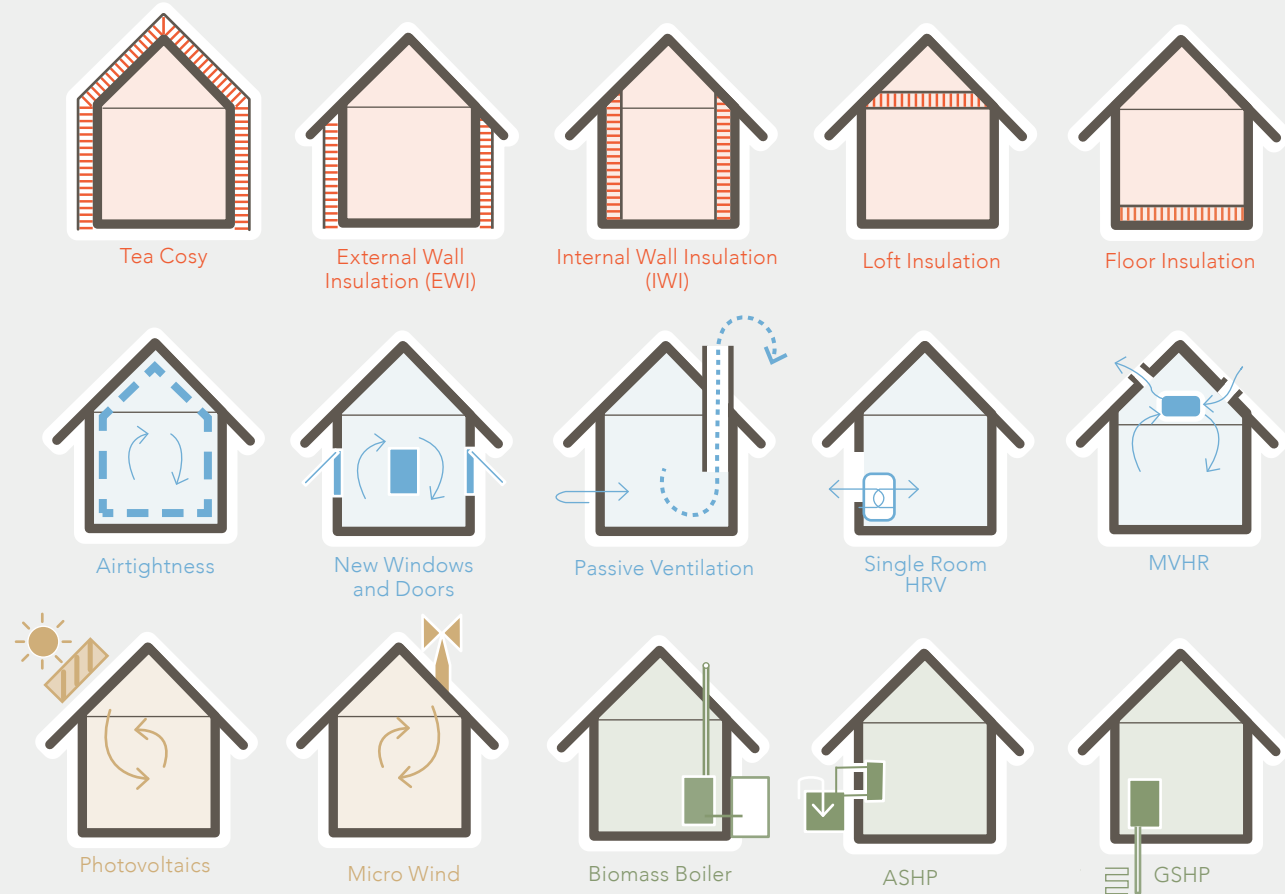 Tea Cosy
External Wall
Insulation (EWI)
Internal Wall Insulation
(IWI)
Loft Insulation
Floor Insulation
Airtightness
New Windows
and Doors
Passive Ventilation
Single Room
HRV
MVHR
Photovoltaics
Micro Wind
Biomass Boiler
ASHP
GSHP